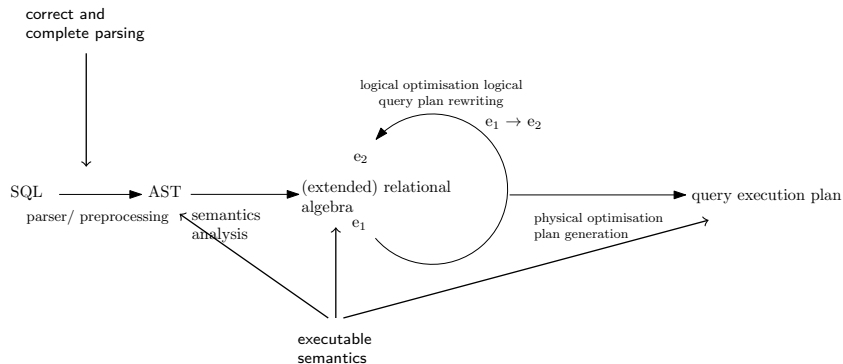 correct and
complete parsing
logical optimisation logical
query plan rewriting
e₁ → e₂
e₂
SQL
AST
(extended) relational
algebra
query execution plan
parser/ preprocessing
semantics
analysis
e₁
physical optimisation
plan generation
executable
semantics